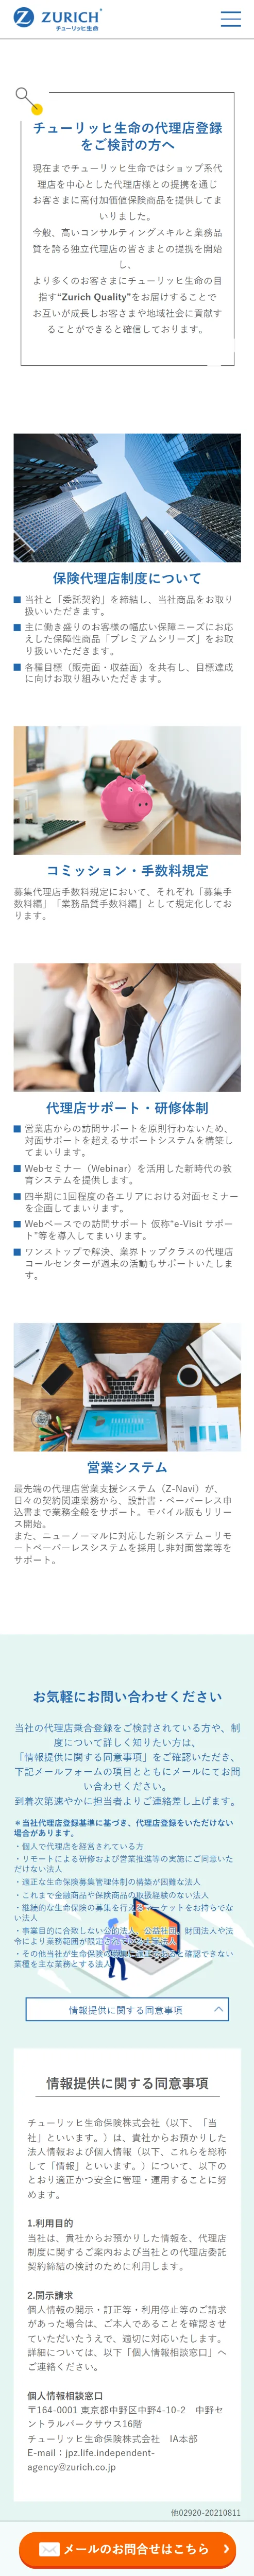 ZURICH
チューリッヒ生命
チューリッヒ生命の代理店登録
をご検討の方へ
現在までチューリッヒ生命ではショップ系代
理店を中心とした代理店様との提携を通じ
お客さまに高付加価値保険商品を提供してま
いりました。
今般、高いコンサルティングスキルと業務品
質を誇る独立代理店の皆さまとの提携を開始
し、
より多くのお客さまにチューリッヒ生命の目
指す“Zurich Quality”をお届けすることで
お互いが成長しお客さまや地域社会に貢献す
ることができると確信しております。
保険代理店制度について
当社と「委託契約」を締結し、当社商品をお取り
扱いいただきます。
主に働き盛りのお客様の幅広い保障ニーズにお応
えした保障性商品「プレミアムシリーズ」をお取
り扱いいただきます。
各種目標（販売面・収益面）を共有し、目標達成
に向けお取り組みいただきます。
コミッション・手数料規定
募集代理店手数料規定において、それぞれ「募集手
数料編」「業務品質手数料編」として規定化してお
ります。
代理店サポート・研修体制
営業店からの訪問サポートを原則行わないため、
対面サポートを超えるサポートシステムを構築し
てまいります。
Webセミナー（Webinar）を活用した新時代の教
育システムを提供します。
四半期に1回程度の各エリアにおける対面セミナー
を企画してまいります。
Webベースでの訪問サポート 仮称“e-Visit サポー
ト”等を導入してまいります。
ワンストップで解決、業界トップクラスの代理店
コールセンターが週末の活動もサポートいたしま
す。
営業システム
最先端の代理店営業支援システム（Z-Navi）が、
日々の契約関連業務から、設計書・ペーパーレス申
込書まで業務全般をサポート。モバイル版もリリー
ス開始。
また、ニューノーマルに対応した新システム＝リモ
ートペーパーレスシステムを採用し非対面営業等を
サポート。
お気軽にお問い合わせください
当社の代理店乗合登録をご検討されている方や、制
度について詳しく知りたい方は、
「情報提供に関する同意事項」をご確認いただき、
下記メールフォームの項目とともにメールにてお問
い合わせください。
到着次第速やかに担当者よりご連絡差し上げます。
＊当社代理店登録基準に基づき、代理店登録をいただけない
場合があります。
・個人で代理店を経営されている方
・リモートによる研修および営業推進等の実施にご同意いた
だけない法人
・適正な生命保険募集管理体制の構築が困難な法人
・これまで金融商品や保険商品の取扱経験のない法人
・継続的な生命保険の募集を行えるマーケットをお持ちでな
い法人
・事業目的に合致しない
令により業務範囲が限定
・その他当社が生命保険
業種を主な業務とする法人
情報提供に関する同意事項
情報提供に関する同意事項
チューリッヒ生命保険株式会社（以下、「当
社」といいます。）は、貴社からお預かりした
法人情報および個人情報（以下、これらを総称
して「情報」といいます。）について、以下の
とおり適正かつ安全に管理・運用することに努
めます。
1.利用目的
当社は、貴社からお預かりした情報を、代理店
制度に関するご案内および当社との代理店委託
契約締結の検討のために利用します。
2.開示請求
個人情報の開示・訂正等・利用停止等のご請求
があった場合は、ご本人であることを確認させ
ていただいたうえで、適切に対応いたします。
詳細については、以下「個人情報相談窓口」へ
ご連絡ください。
個人情報相談窓口
〒164-0001 東京都中野区中野4-10-2　中野セ
ントラルパークサウス16階
チューリッヒ生命保険株式会社　IA本部
E-mail：jpz.life.independent-
agency@zurich.co.jp
他02920-20210811
メールのお問合せはこちら